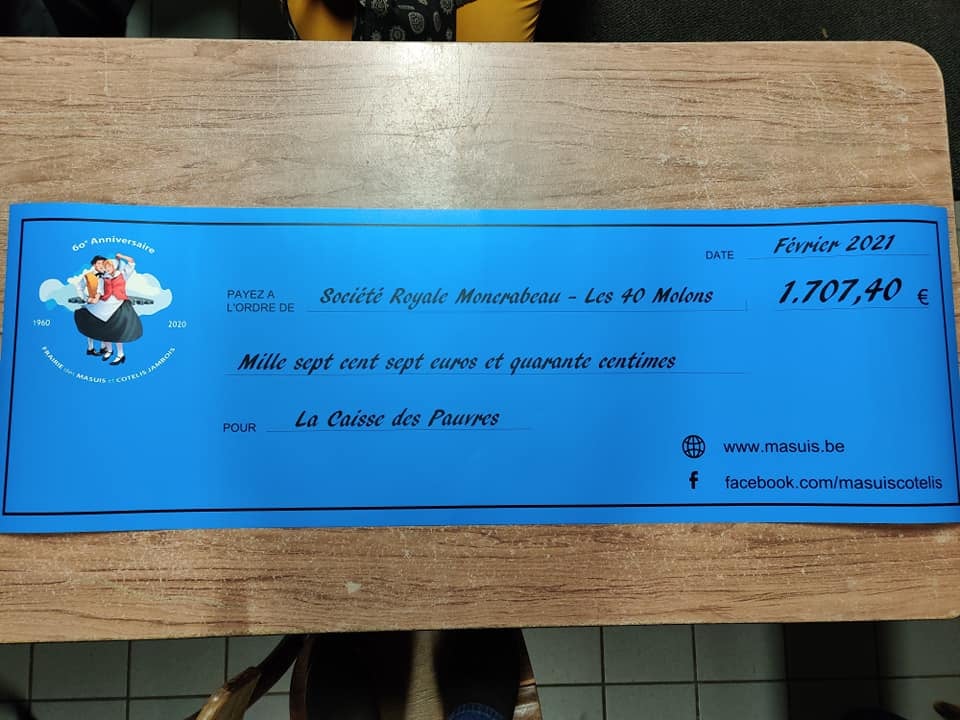 60e Anniversaire
1960
2020
FRAIRIE des MASUIS et COTELIS JAMBOIS
DATE
Février 2021
PAYEZ A
L'ORDRE DE
Société Royale Moncrabeau - Les 40 Molons
1.707,40 €
Mille sept cent sept euros et quarante centimes
POUR
La Caisse des Pauvres
www.masuis.be
facebook.com/masuiscotelis